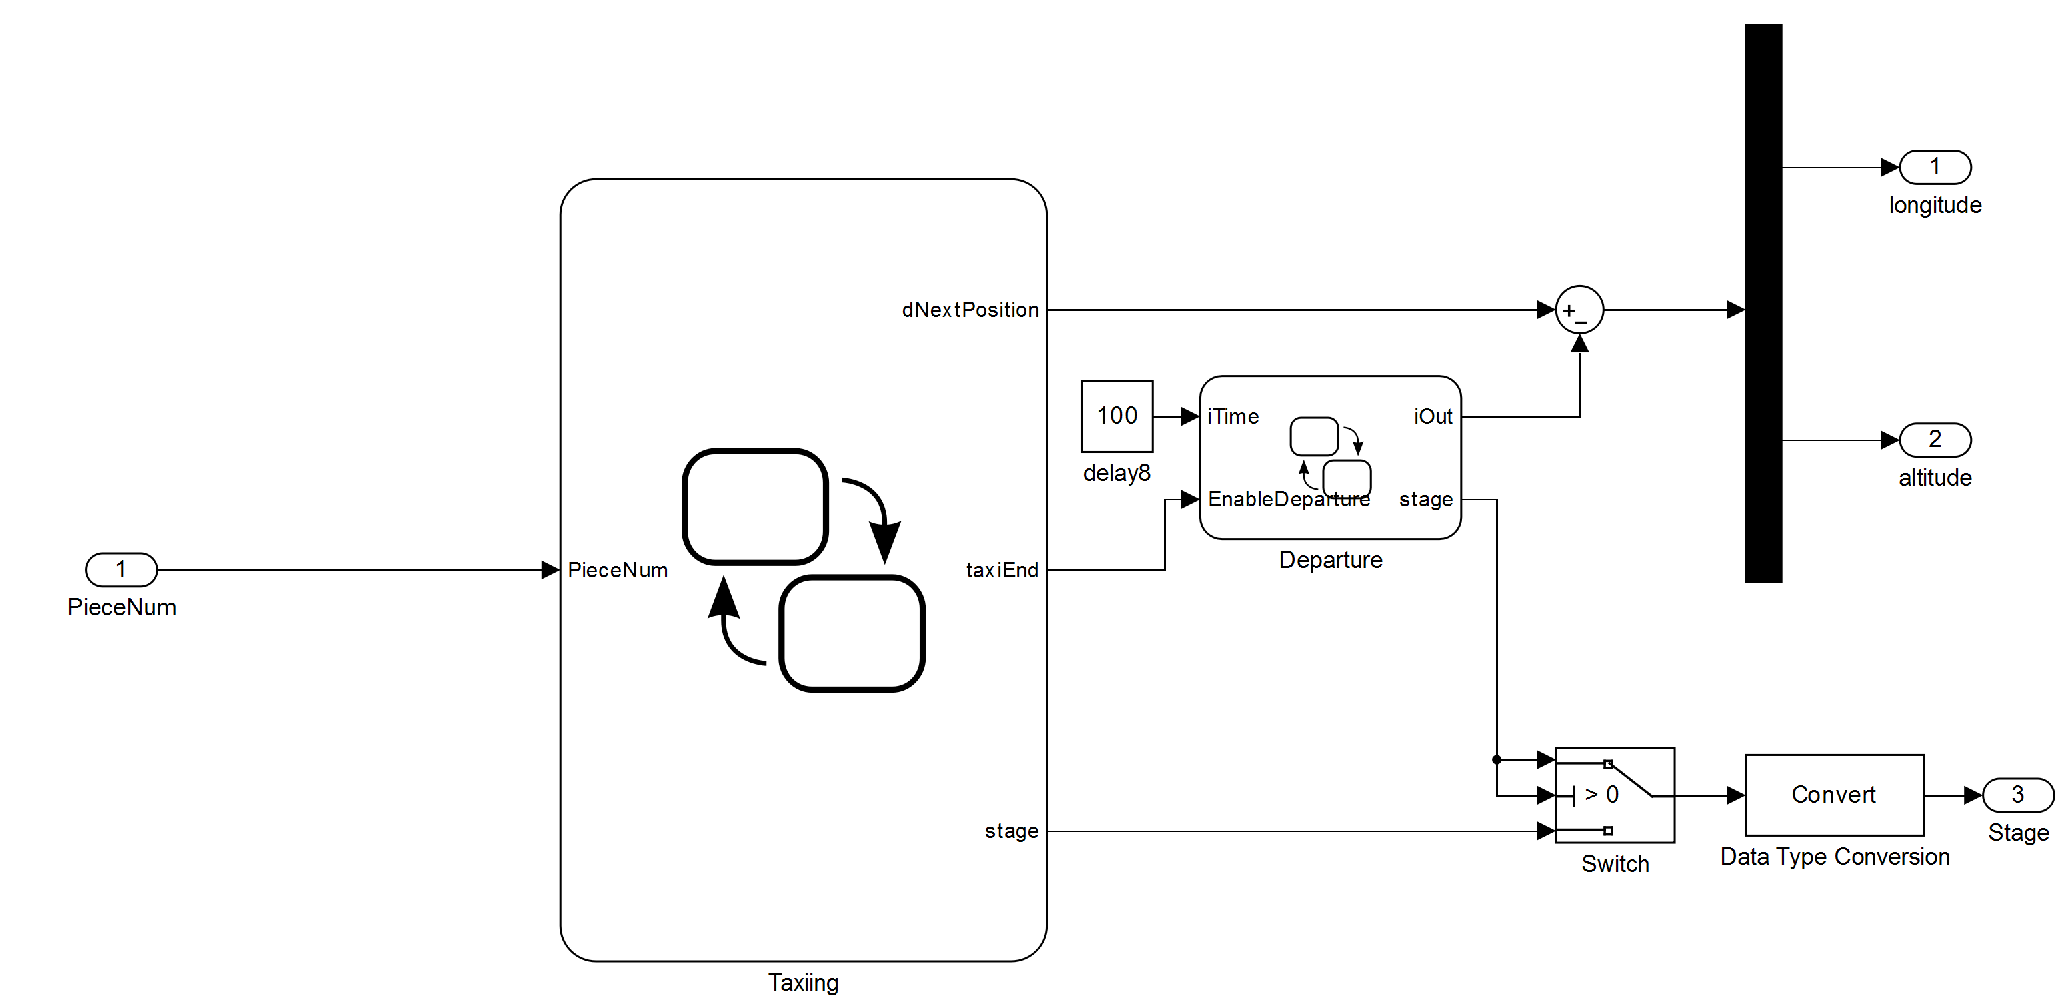 1
longitude
dNextPosition
+
−
100
delay8
iTime
iOut
2
altitude
EnableDeparture
stage
Departure
1
PieceNum
PieceNum
taxiEnd
> 0
Convert
3
stage
Stage
Switch
Data Type Conversion
Taxiing